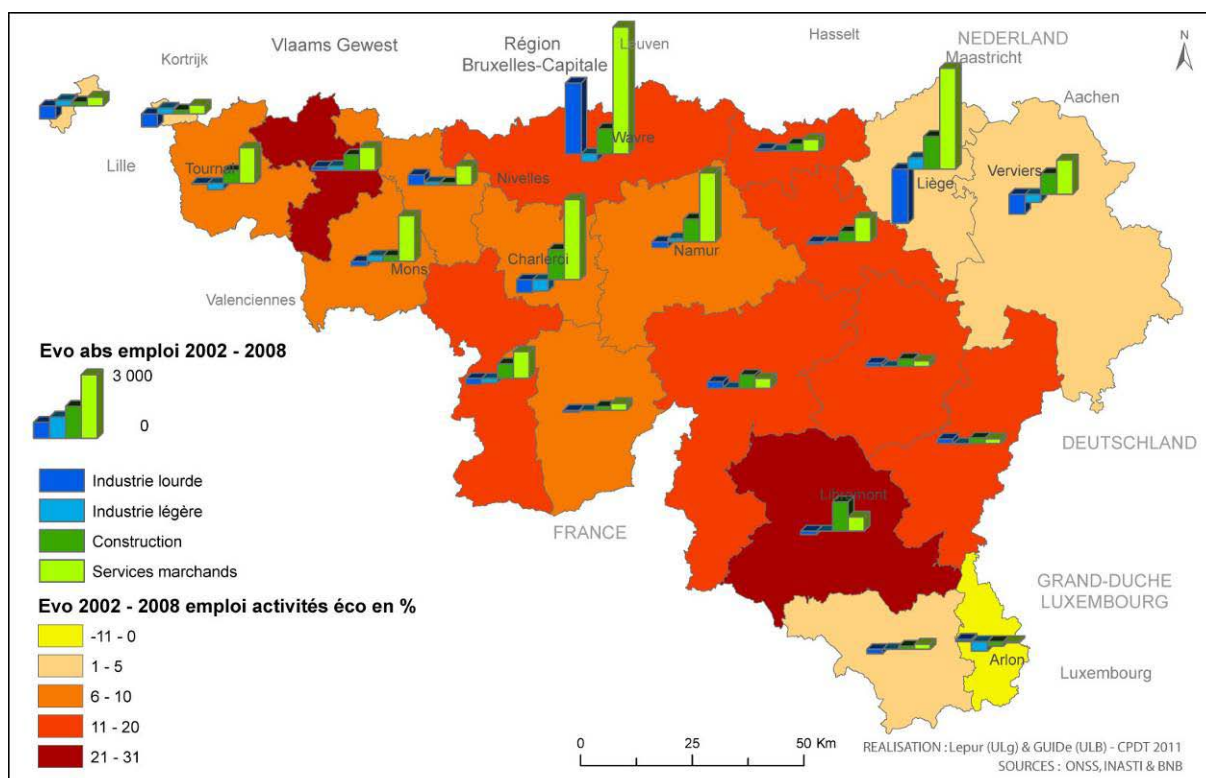 Kortrijk
Vlaams Gewest
Région
Bruxelles-Capitale
Leuven
Hasselt
NEDERLAND
Maastricht
N
Aachen
Lille
Tournai
Nivelles
Wavre
Liège
Verviers
Mons
Charleroi
Namur
Valenciennes
Evo abs emploi 2002 - 2008
3 000
0
Industrie lourde
Industrie légère
Construction
Services marchands
Evo 2002 - 2008 emploi activités éco en %
-11 - 0
1 - 5
6 - 10
11 - 20
21 - 31
FRANCE
DEUTSCHLAND
Libramont
GRAND-DUCHE
LUXEMBOURG
Arlon
Luxembourg
0 25 50 Km
REALISATION : Lepur (ULg) & GUIDe (ULB) - CPDT 2011
SOURCES : ONSS, INASTI & BNB